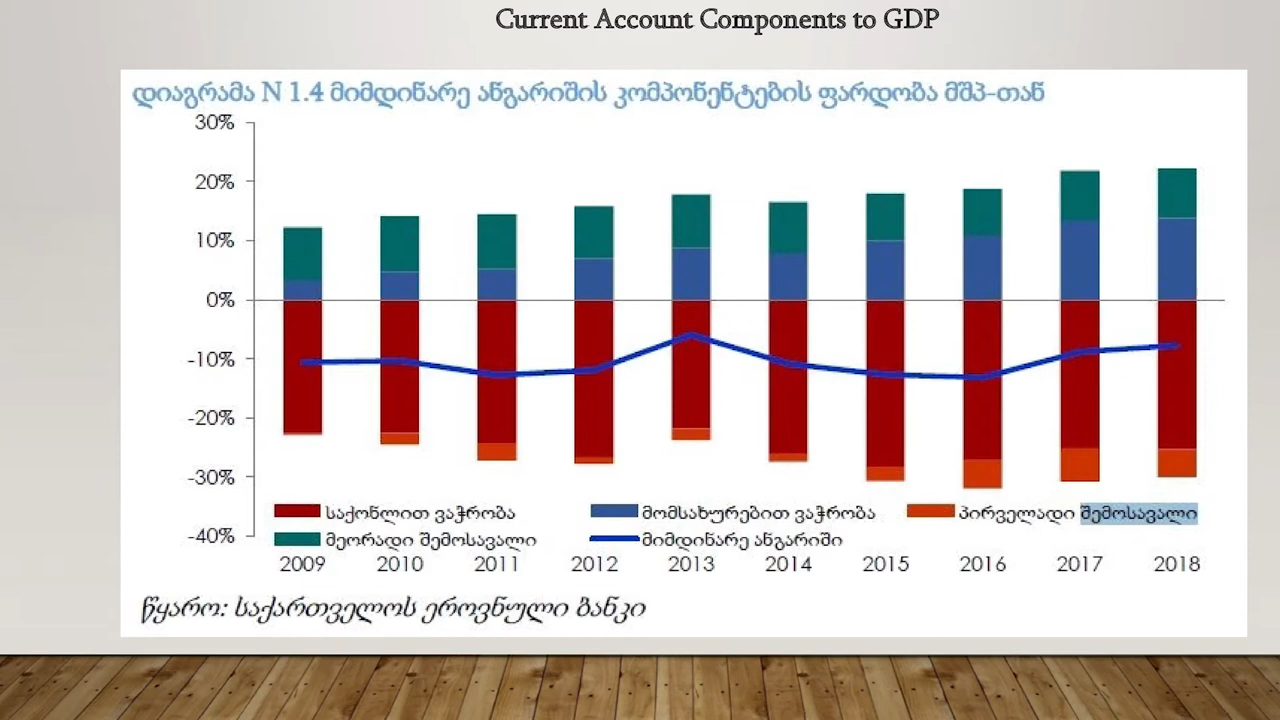 Current Account Components to GDP
დიაგრამა N 1.4 მიმდინარე ანგარიშის კომპონენტების ფარდობა მშპ-თან
30%
20%
10%
0%
-10%
-20%
-30%
-40%
საქონლით ვაჭრობა მომსახურებით ვაჭრობა პირველადი შემოსავალი
მეორადი შემოსავალი მიმდინარე ანგარიში
2009 2010 2011 2012 2013 2014 2015 2016 2017 2018
წყარო: საქართველოს ეროვნული ბანკი